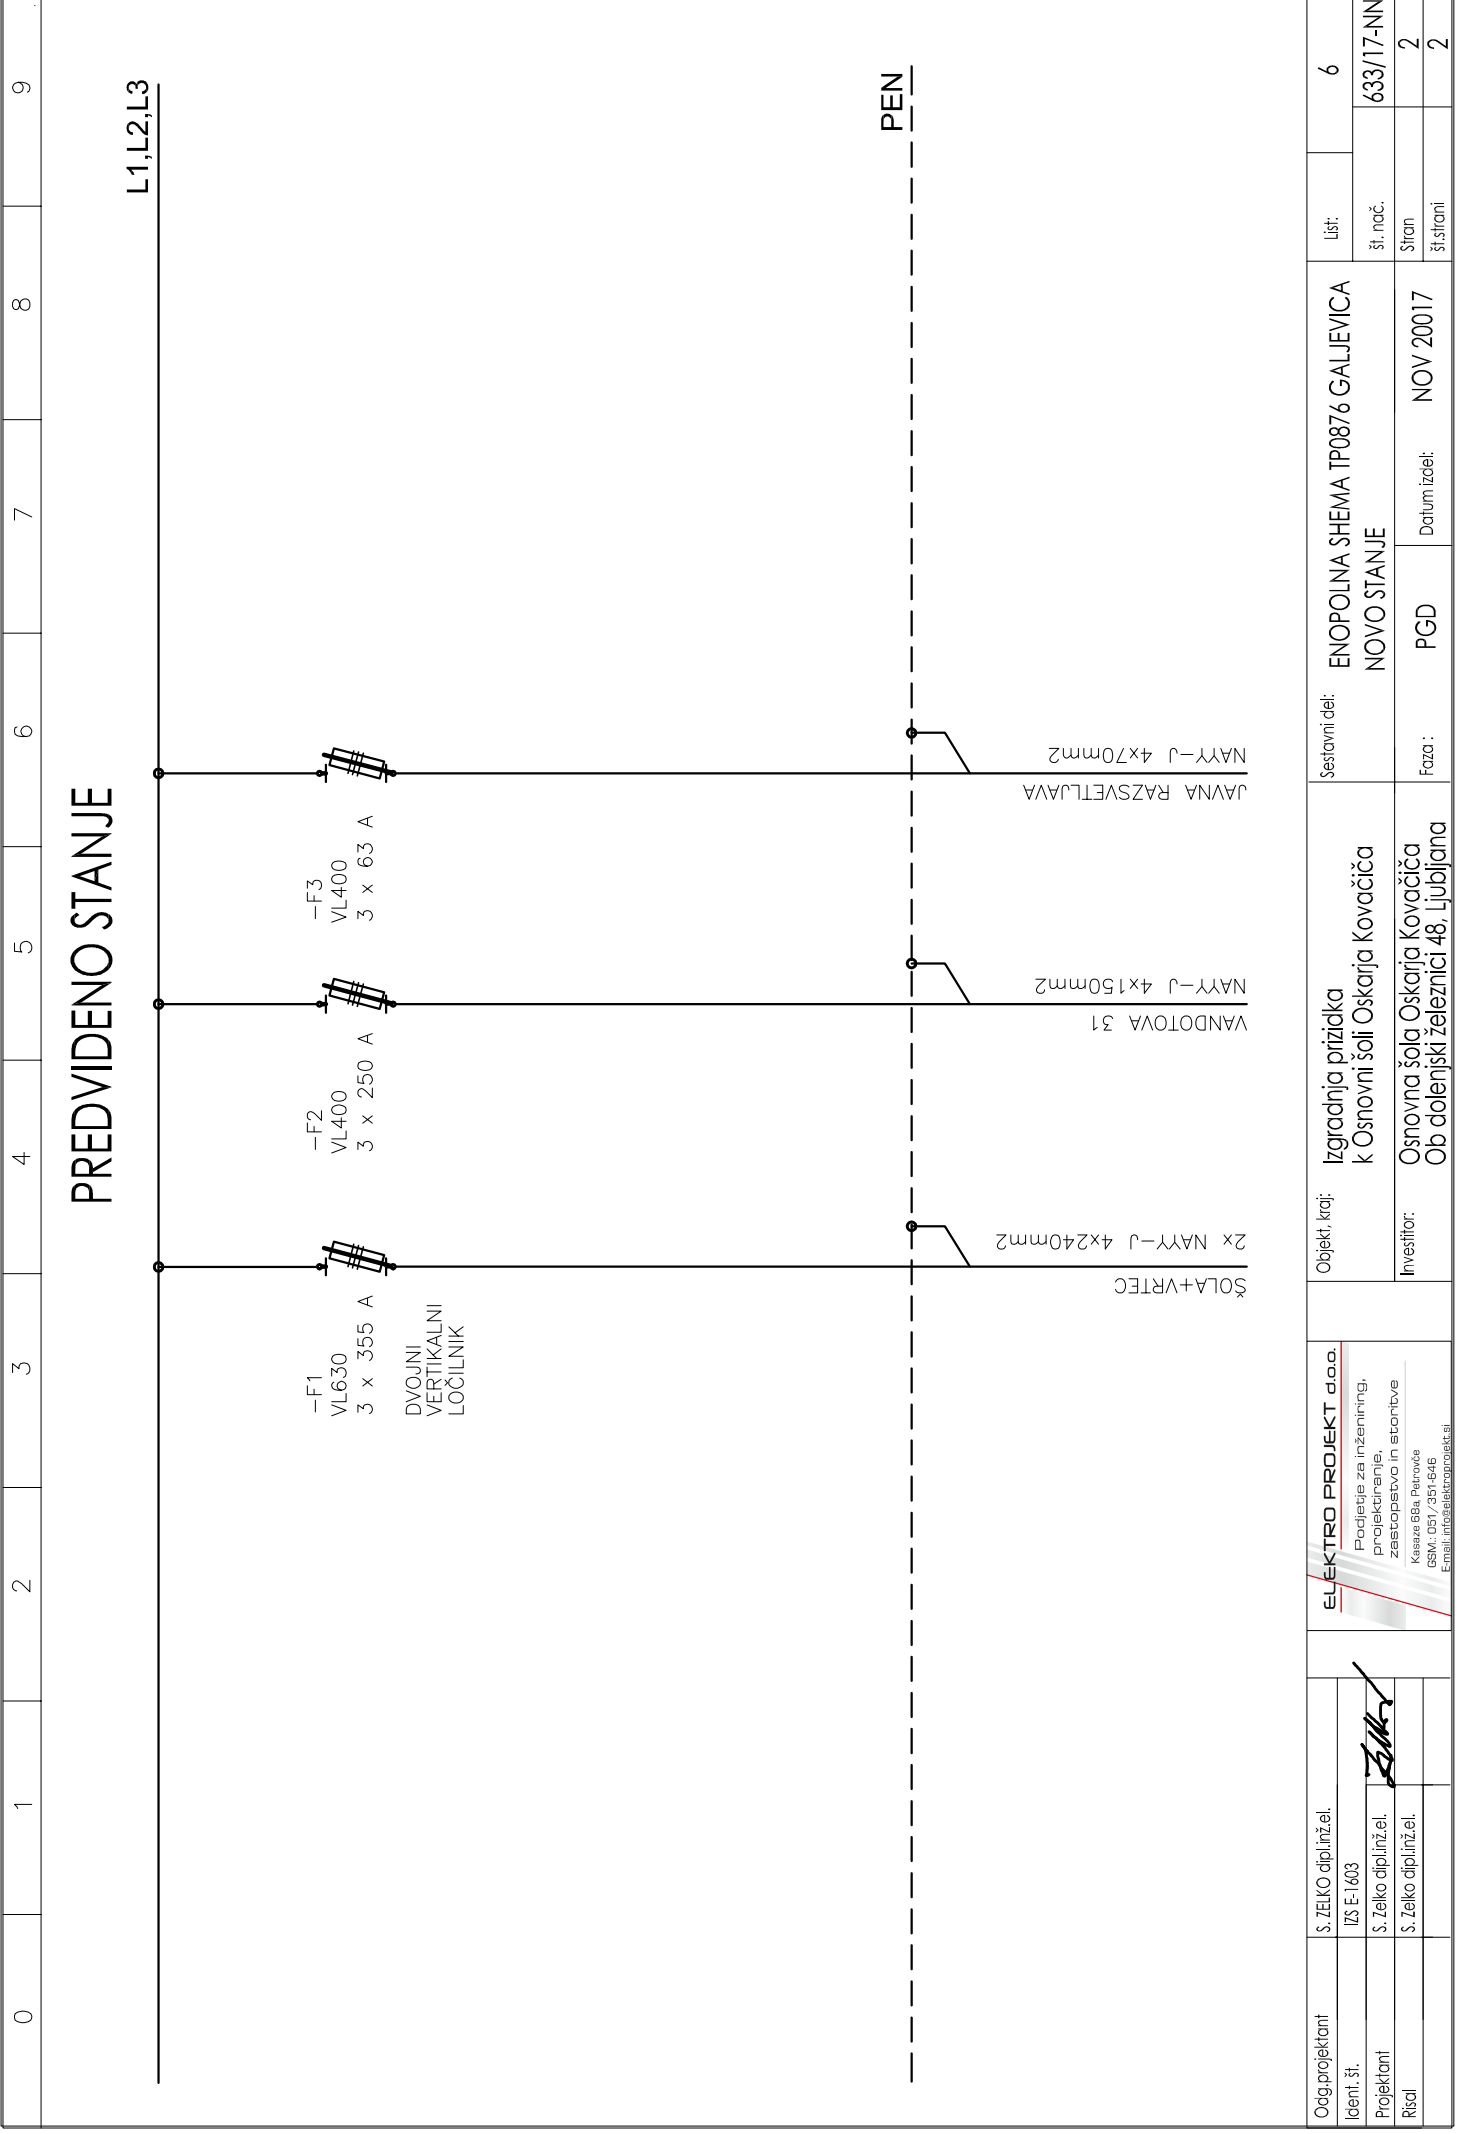 0 1 2 3 4 5 6 7 8 9
PREDVIDENO STANJE
L1,L2,L3
-F1
VL630
3 x 355 A
DVOJNI
VERTIKALNI
LOČILNIK
-F2
VL400
3 x 250 A
-F3
VL400
3 x 63 A
PEN
2x NAYY-J 4x240mm2
ŠOLA+VRTEC
NAYY-J 4x150mm2
VANDOTOVA 31
NAYY-J 4x70mm2
JAVNA RAZSVETLJAVA
Odg.projektant S. ZELKO dipl.inž.el.
Ident. št. IZS E-1603
Projektant S. Zelko dipl.inž.el.
Risal S. Zelko dipl.inž.el.
ELEKTRO PROJEKT d.o.o.
Podjetje za inženiring,
projektiranje,
zastopstvo in storitve
Kasaze 68a, Petrovče
GSM.: 051/351-646
E-mail: info@elektroprojekt.si
Objekt, kraj: Izgradnja prizidka
k Osnovni šoli Oskarja Kovačiča
Investitor: Osnovna šola Oskarja Kovačiča
Ob dolenjski železnici 48, Ljubljana
Sestavni del: ENOPOLNA SHEMA TP0876 GALJEVICA
NOVO STANJE
Faza : PGD Datum izdel: NOV 20017
List: 6
št. nač. 633/17-NN
Stran 2
št.strani 2